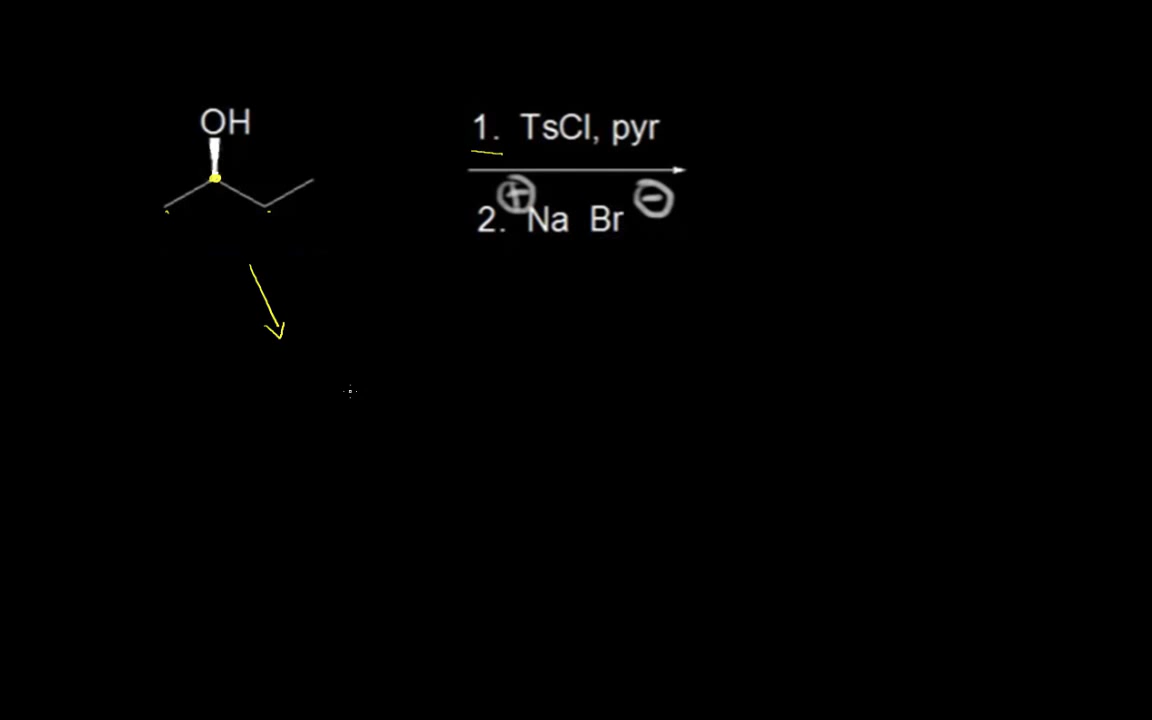 OH
1. TsCl, pyr
⊕ ⊖
2. Na Br